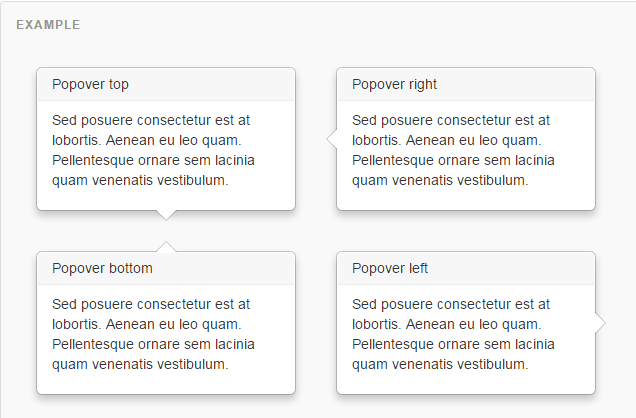 EXAMPLE
Popover top
Sed posuere consectetur est at
lobortis. Aenean eu leo quam.
Pellentesque ornare sem lacinia
quam venenatis vestibulum.
Popover right
Sed posuere consectetur est at
lobortis. Aenean eu leo quam.
Pellentesque ornare sem lacinia
quam venenatis vestibulum.
Popover bottom
Sed posuere consectetur est at
lobortis. Aenean eu leo quam.
Pellentesque ornare sem lacinia
quam venenatis vestibulum.
Popover left
Sed posuere consectetur est at
lobortis. Aenean eu leo quam.
Pellentesque ornare sem lacinia
quam venenatis vestibulum.